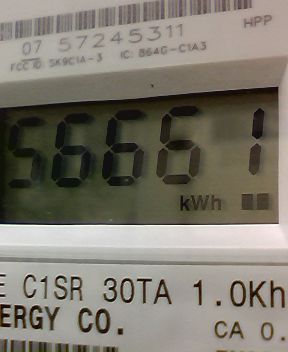 07 57245311
HPP
FCC ID: SK9C1A-3 IC: 864G-C1A3
56661
kWh
E C1SR 30TA 1.0Kh
ERGY CO.
CA 0.